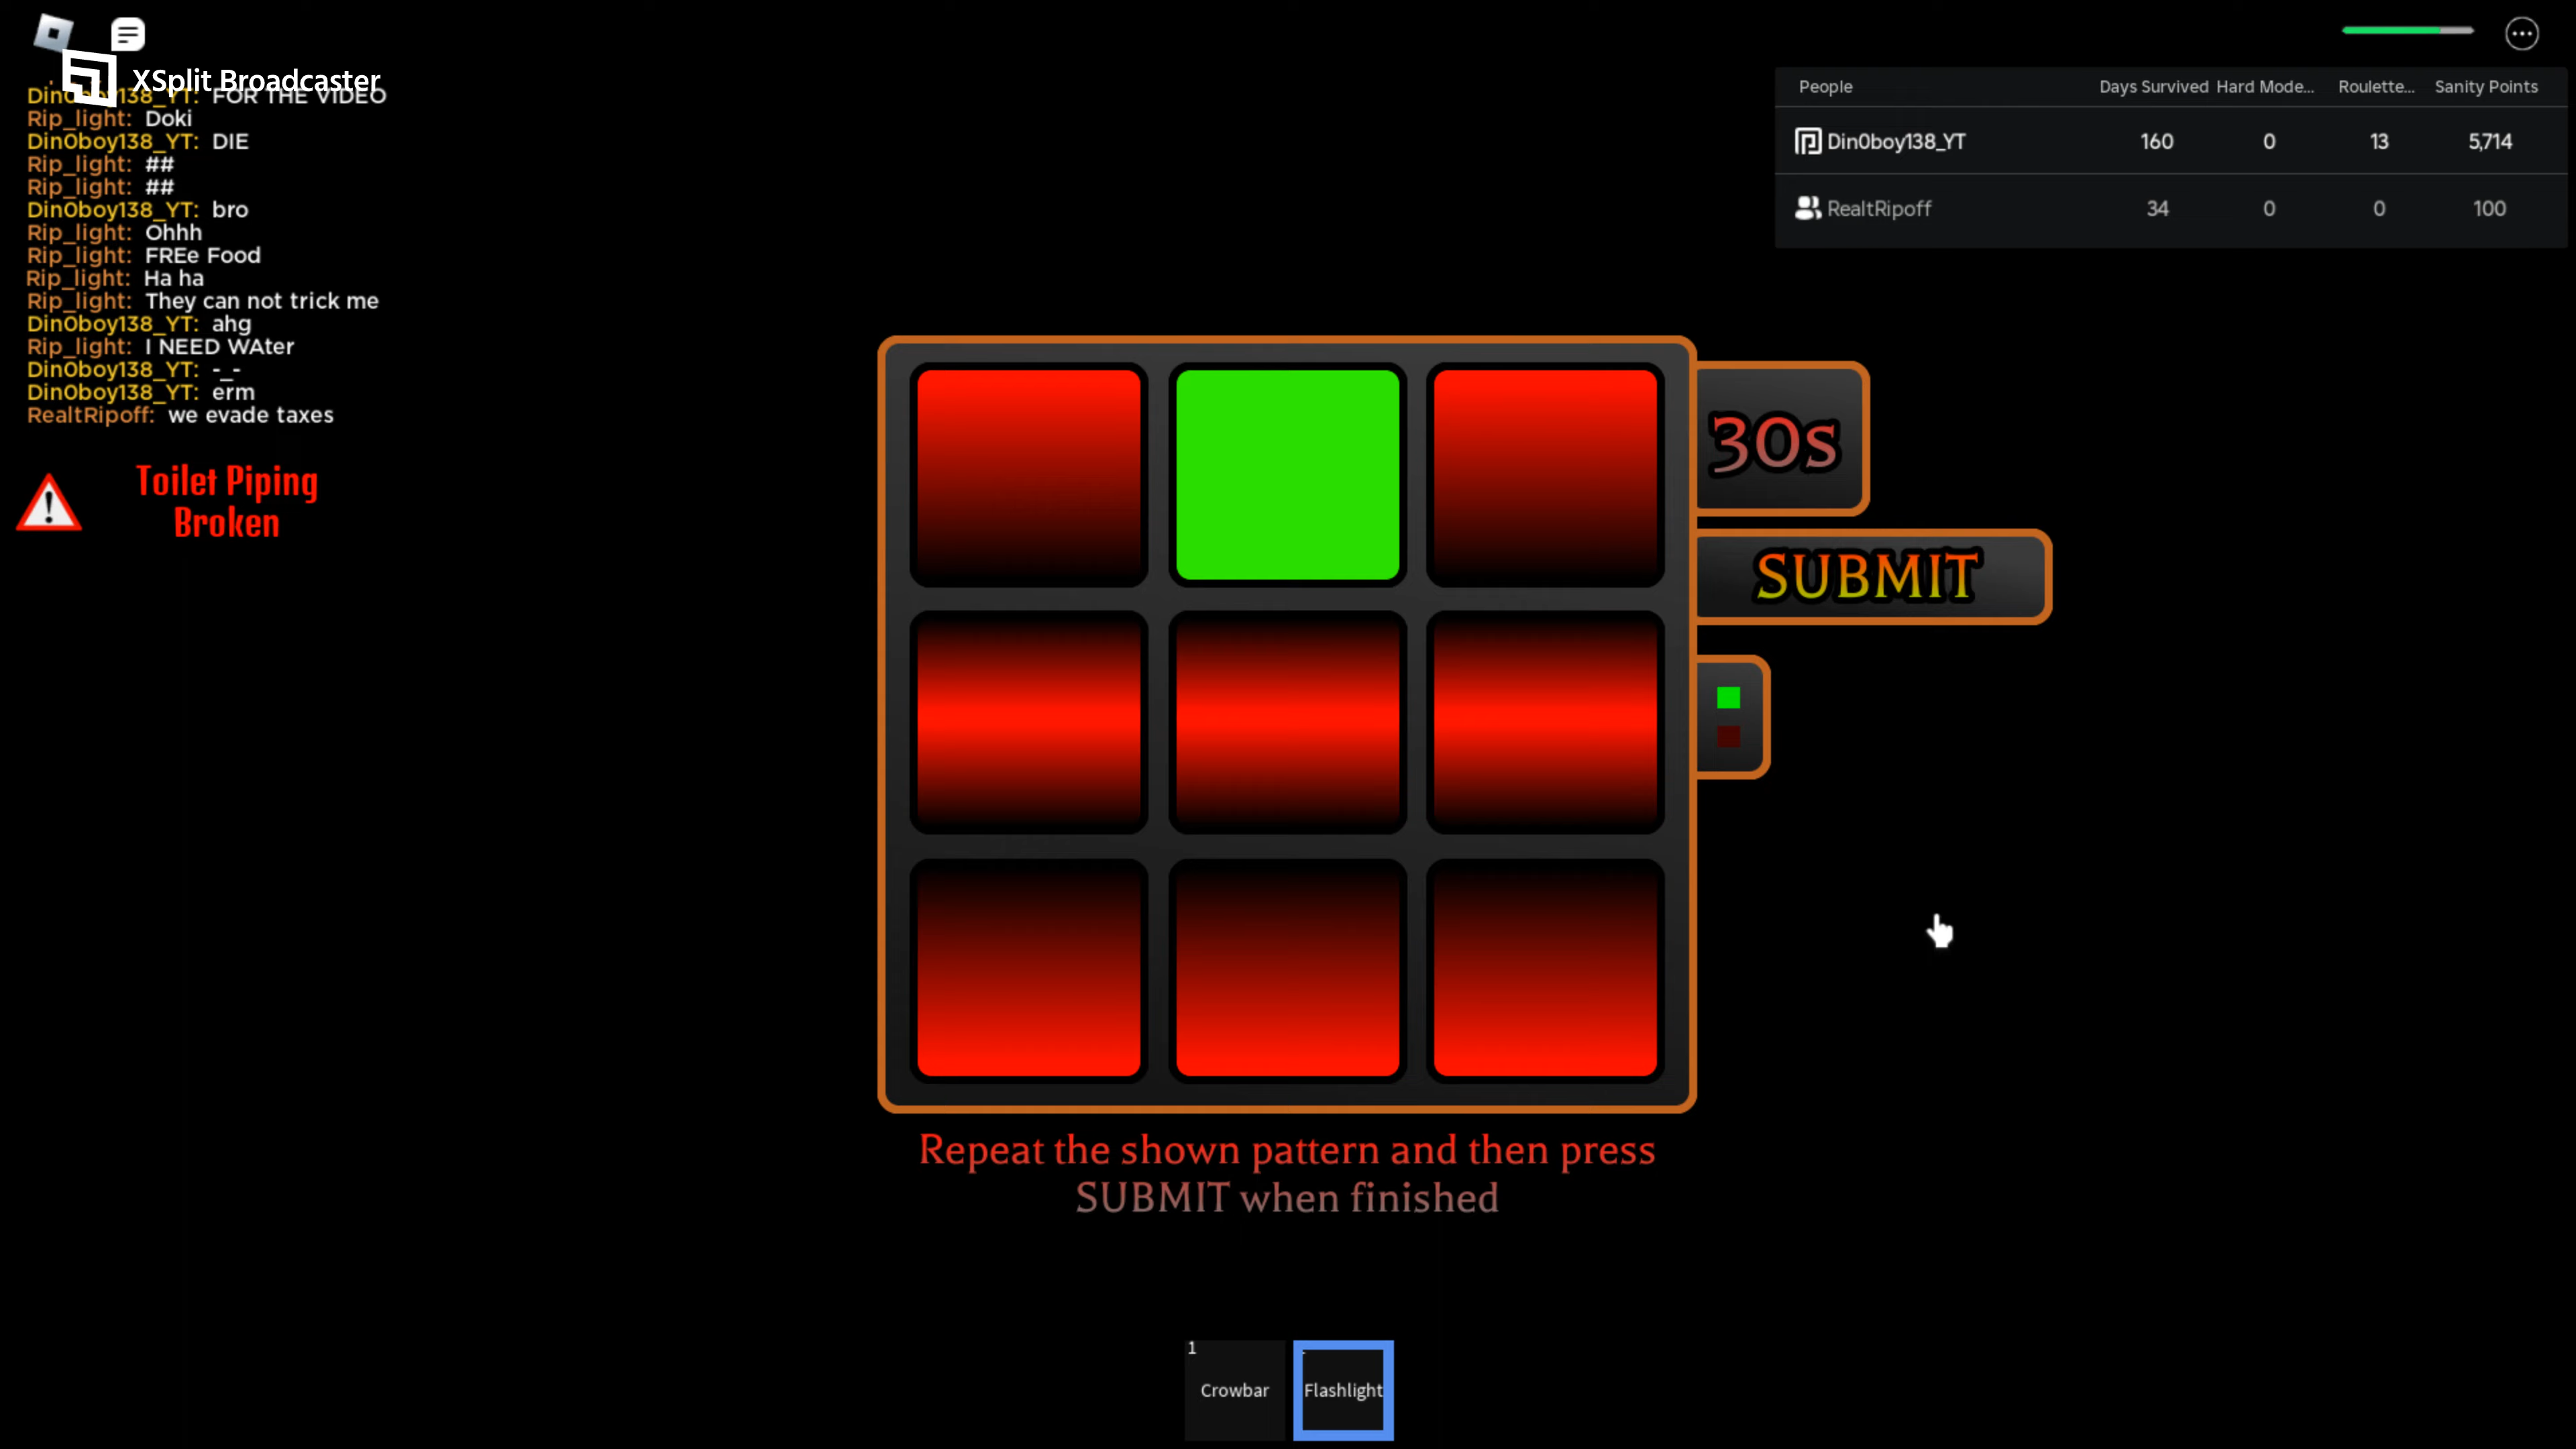 XSplit Broadcaster
Din0boy138_YT: FOR THE VIDEO
Rip_light: Doki
Din0boy138_YT: DIE
Rip_light: ##
Rip_light: ##
Din0boy138_YT: bro
Rip_light: Ohhh
Rip_light: FREe Food
Rip_light: Ha ha
Rip_light: They can not trick me
Din0boy138_YT: ahg
Rip_light: I NEED WAter
Din0boy138_YT: -_-
Din0boy138_YT: erm
RealtRipoff: we evade taxes
Toilet Piping
Broken
People Days Survived Hard Mode... Roulette... Sanity Points
Din0boy138_YT 160 0 13 5,714
RealtRipoff 34 0 0 100
30s
SUBMIT
Repeat the shown pattern and then press
SUBMIT when finished
1
Crowbar
Flashlight